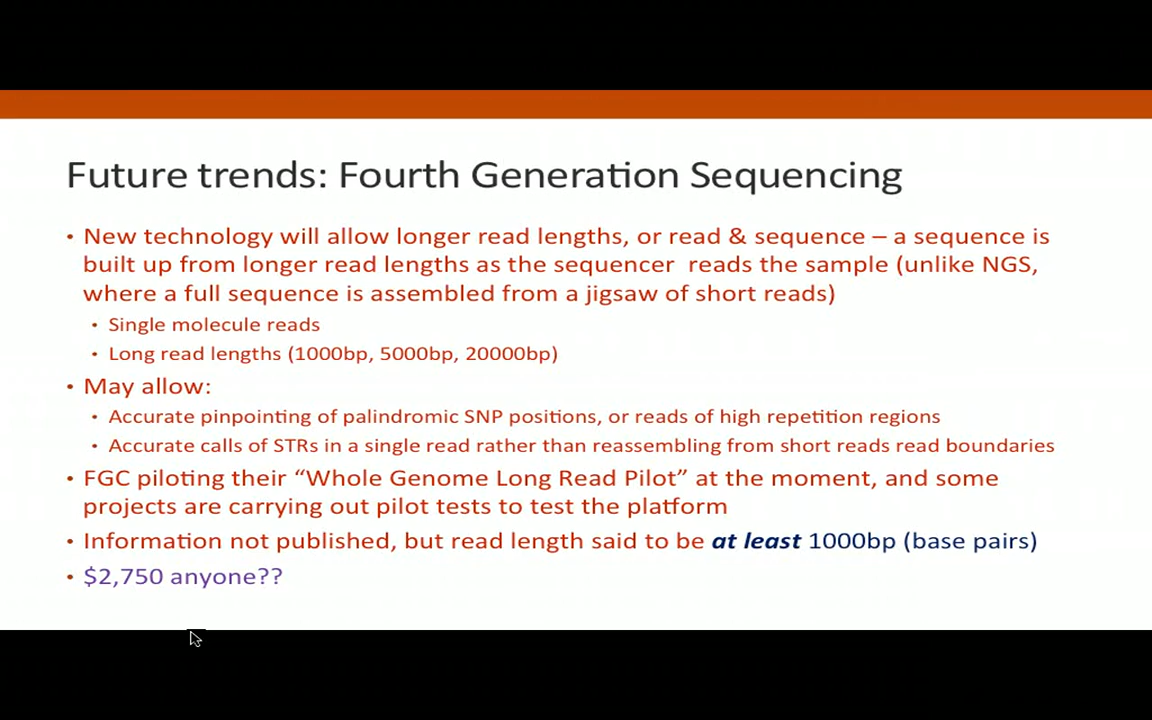 Future trends: Fourth Generation Sequencing
• New technology will allow longer read lengths, or read & sequence – a sequence is
built up from longer read lengths as the sequencer reads the sample (unlike NGS,
where a full sequence is assembled from a jigsaw of short reads)
• Single molecule reads
• Long read lengths (1000bp, 5000bp, 20000bp)
• May allow:
• Accurate pinpointing of palindromic SNP positions, or reads of high repetition regions
• Accurate calls of STRs in a single read rather than reassembling from short reads read boundaries
• FGC piloting their “Whole Genome Long Read Pilot” at the moment, and some
projects are carrying out pilot tests to test the platform
• Information not published, but read length said to be at least 1000bp (base pairs)
• $2,750 anyone??